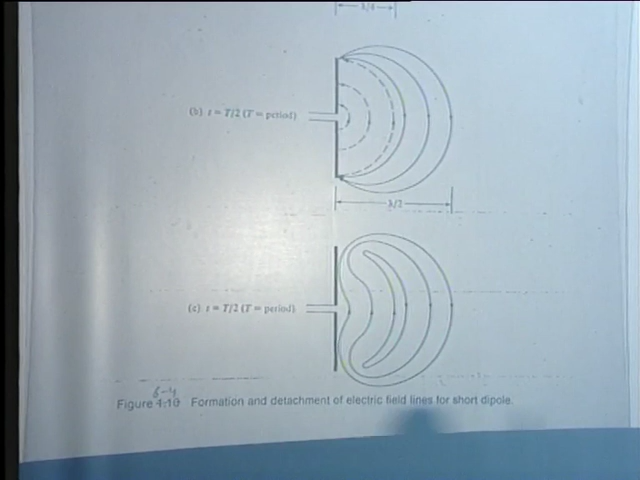 λ/4
(b) t = T/2 (T = period)
λ/2
(c) t = T/2 (T = period)
Figure 4.10 Formation and detachment of electric field lines for short dipole.